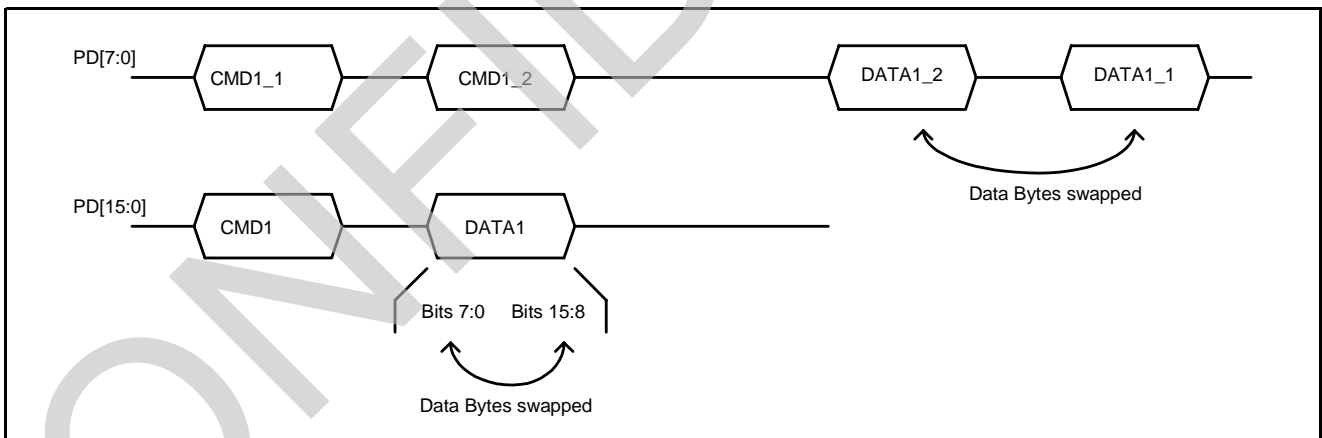 PD[7:0]
CMD1_1
CMD1_2
DATA1_2
DATA1_1
Data Bytes swapped
PD[15:0]
CMD1
DATA1
Bits 7:0 Bits 15:8
Data Bytes swapped
ONFID